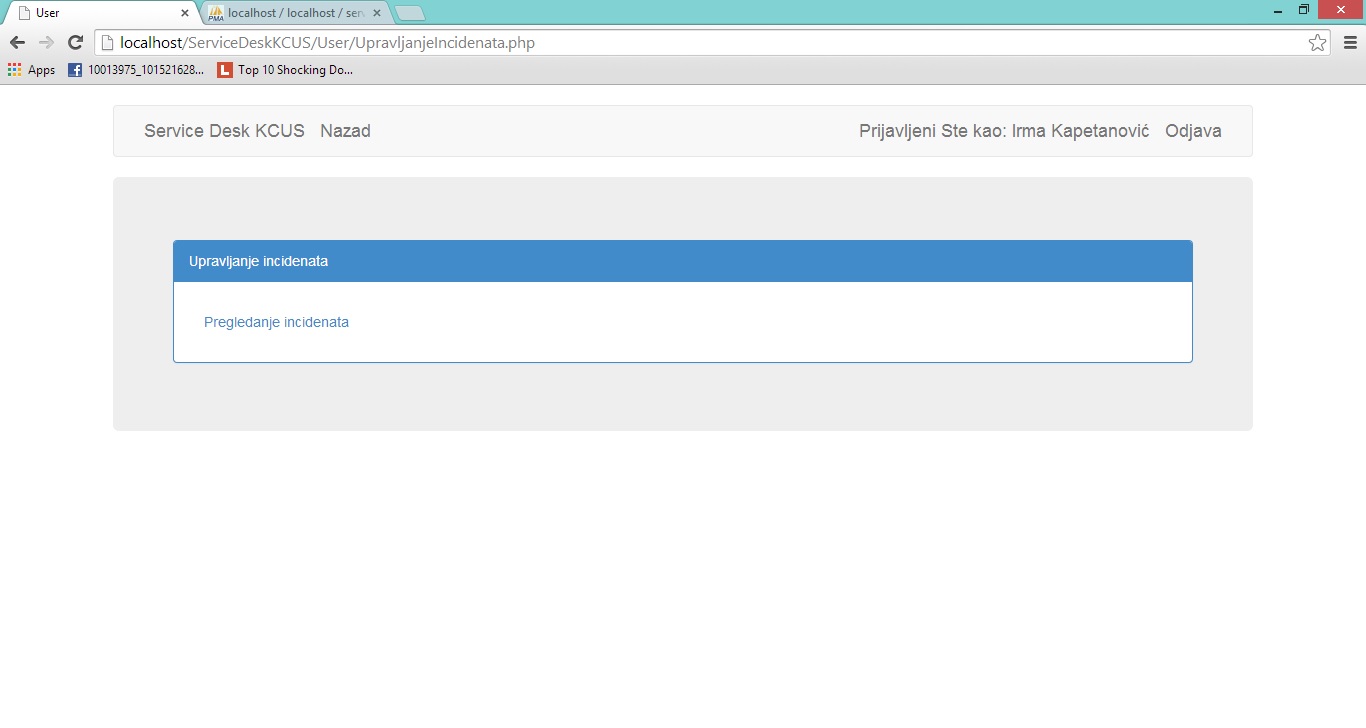 User
localhost / localhost / ser
localhost/ServiceDeskKCUS/User/UpravljanjeIncidenata.php
Apps 10013975_101521628... Top 10 Shocking Do...
Service Desk KCUS Nazad Prijavljeni Ste kao: Irma Kapetanović Odjava
Upravljanje incidenata
Pregledanje incidenata